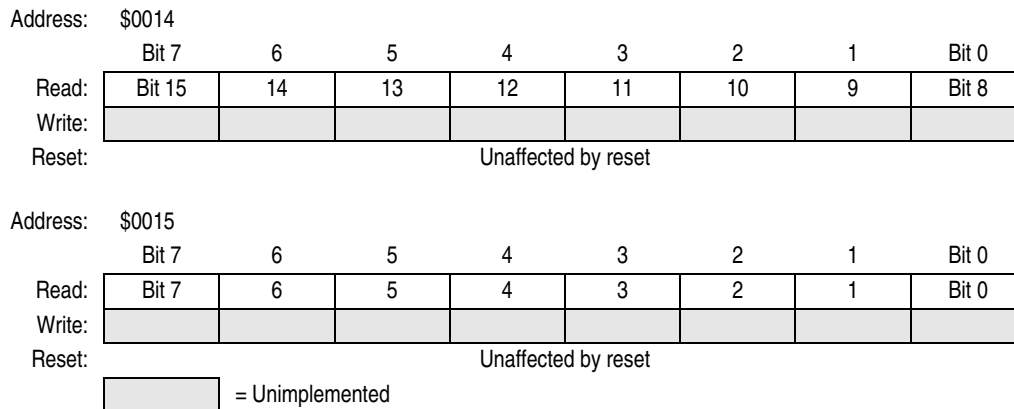 Address: $0014
Bit 7 6 5 4 3 2 1 Bit 0
Read: Bit 15 14 13 12 11 10 9 Bit 8
Write:
Reset: Unaffected by reset
Address: $0015
Bit 7 6 5 4 3 2 1 Bit 0
Read: Bit 7 6 5 4 3 2 1 Bit 0
Write:
Reset: Unaffected by reset
= Unimplemented